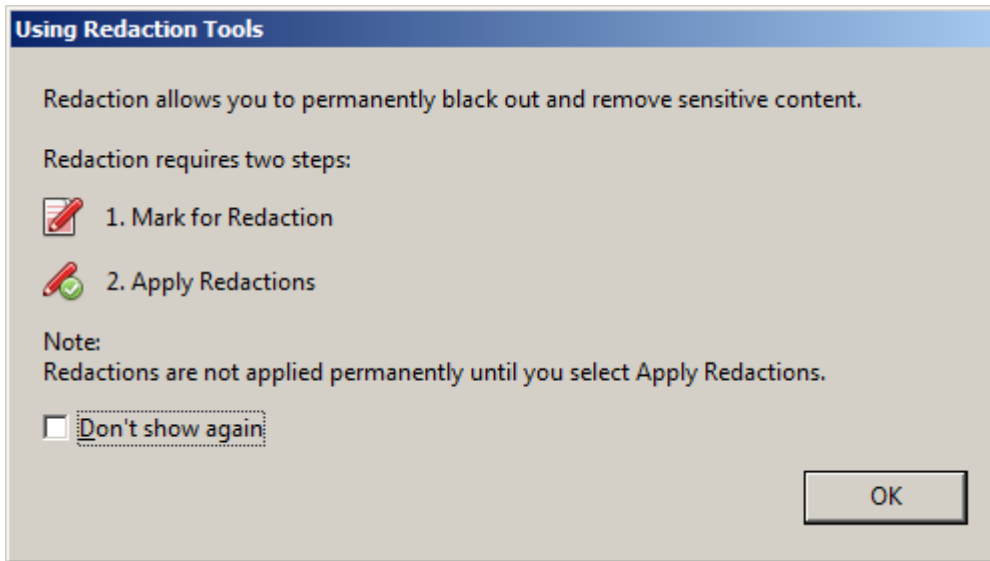 Using Redaction Tools
Redaction allows you to permanently black out and remove sensitive content.
Redaction requires two steps:
1. Mark for Redaction
2. Apply Redactions
Note:
Redactions are not applied permanently until you select Apply Redactions.
Don't show again
OK